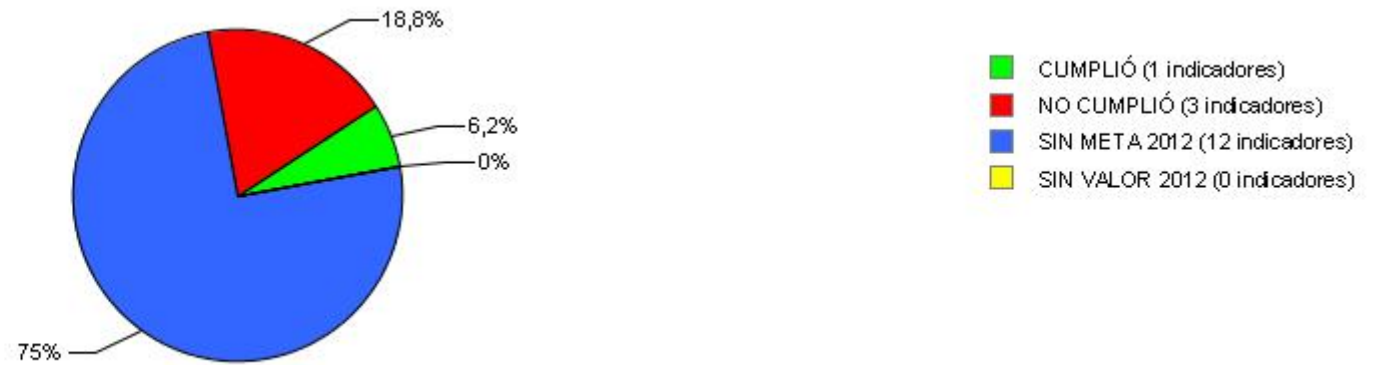 18,8%
6,2%
0%
75%
CUMPLIÓ (1 indicadores)
NO CUMPLIÓ (3 indicadores)
SIN META 2012 (12 indicadores)
SIN VALOR 2012 (0 indicadores)